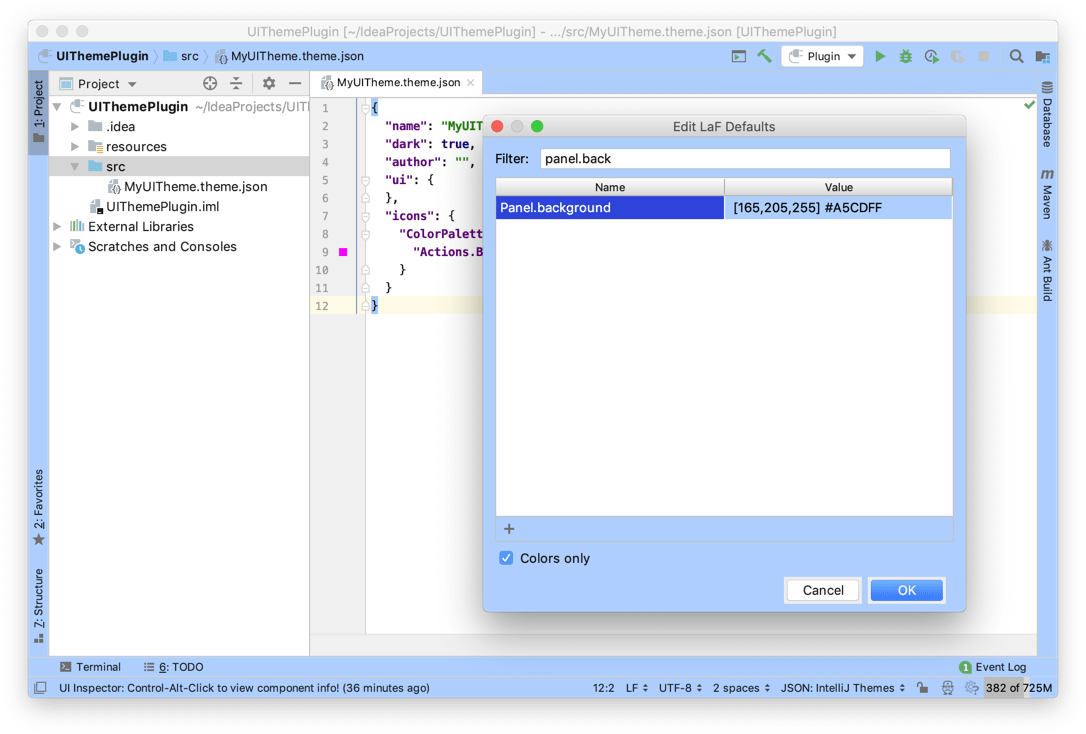 UIThemePlugin [~/IdeaProjects/UIThemePlugin] - .../src/MyUITheme.theme.json [UIThemePlugin]
UIThemePlugin
src
MyUITheme.theme.json
Plugin
1: Project
2: Favorites
Z: Structure
Project
UIThemePlugin ~/IdeaProjects/UIT
.idea
resources
src
MyUITheme.theme.json
UIThemePlugin.iml
External Libraries
Scratches and Consoles
MyUITheme.theme.json
1 {
2 "name": "MyUIT
3 "dark": true,
4 "author": "",
5 "ui": {
6 },
7 "icons": {
8 "ColorPalett
9 "Actions.B
10 }
11 }
12 }
Edit LaF Defaults
Filter: panel.back
Name Value
Panel.background [165,205,255] #A5CDFF
+
Colors only
Cancel OK
Database
m Maven
Ant Build
Terminal 6: TODO 1 Event Log
UI Inspector: Control-Alt-Click to view component info! (36 minutes ago) 12:2 LF UTF-8 2 spaces JSON: IntelliJ Themes 382 of 725M